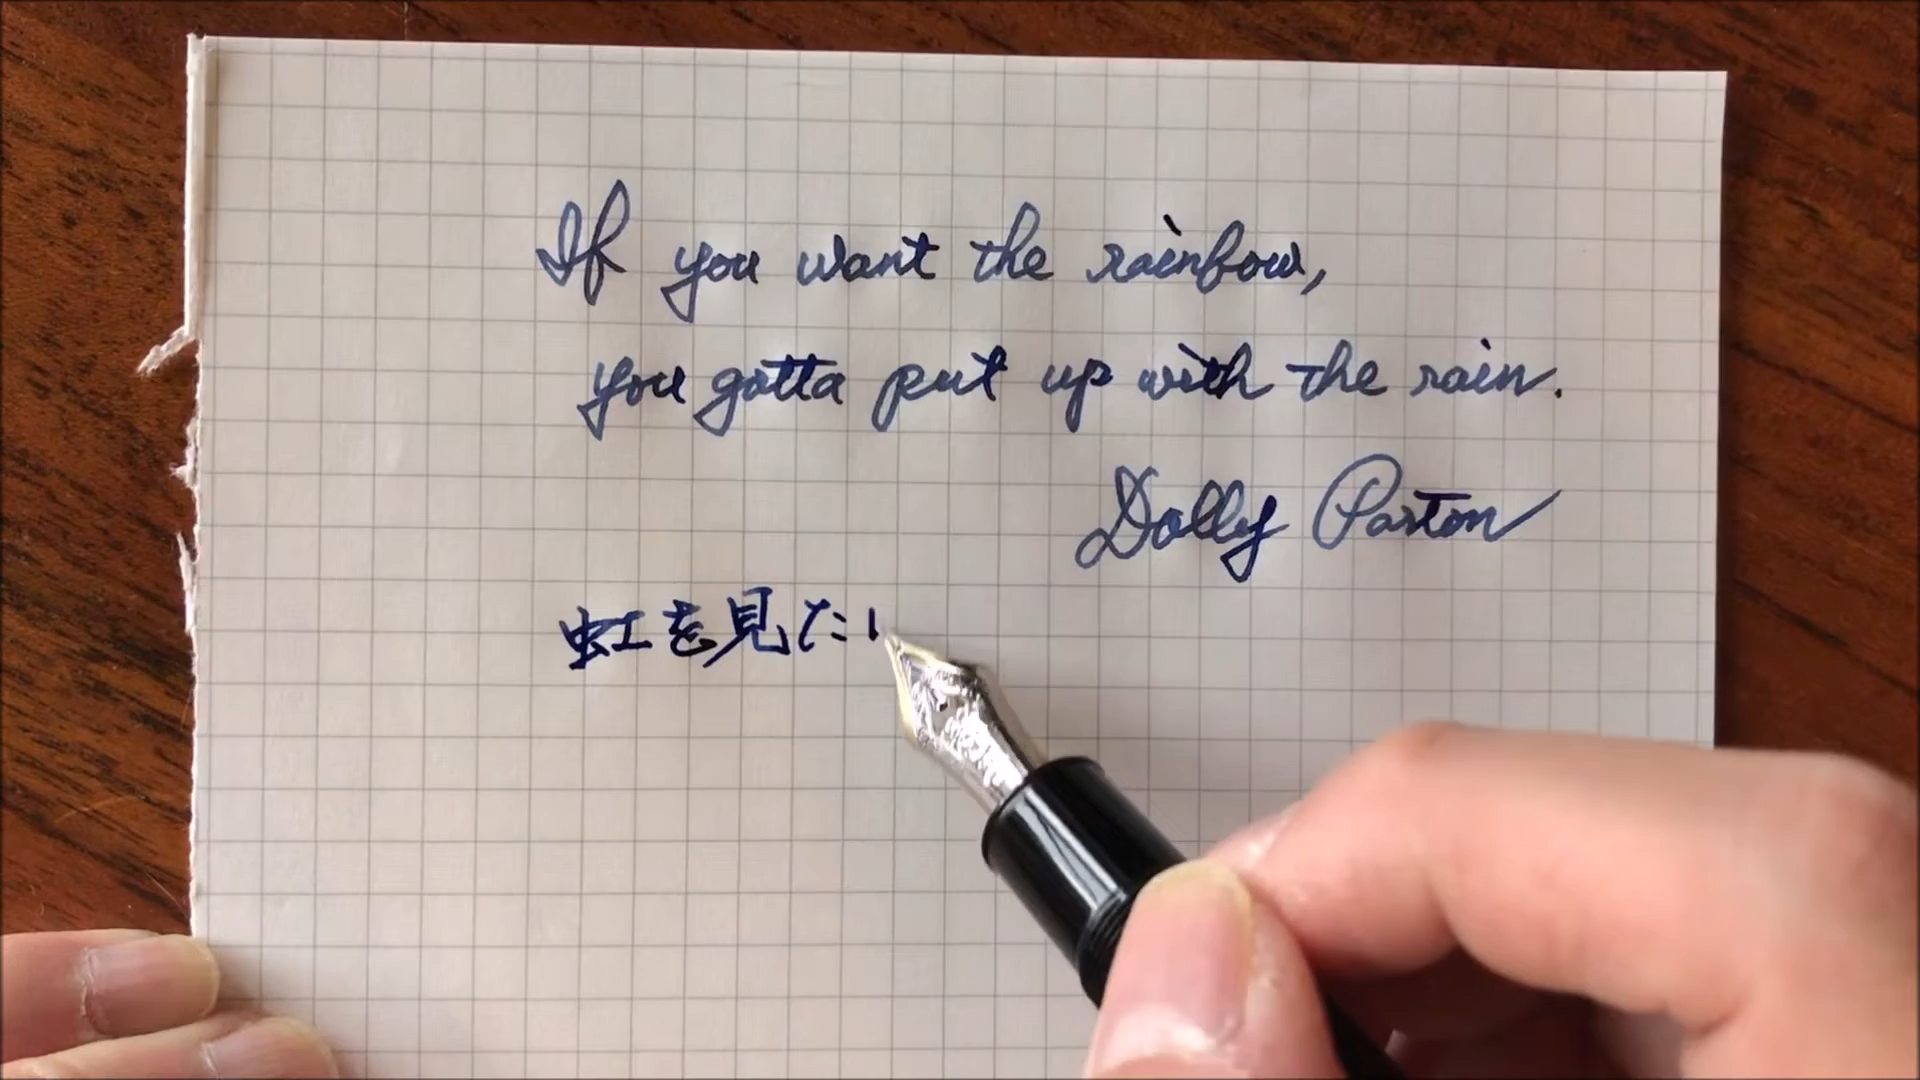 If you want the rainbow,
you gotta put up with the rain.
Dolly Parton
虹を見たい